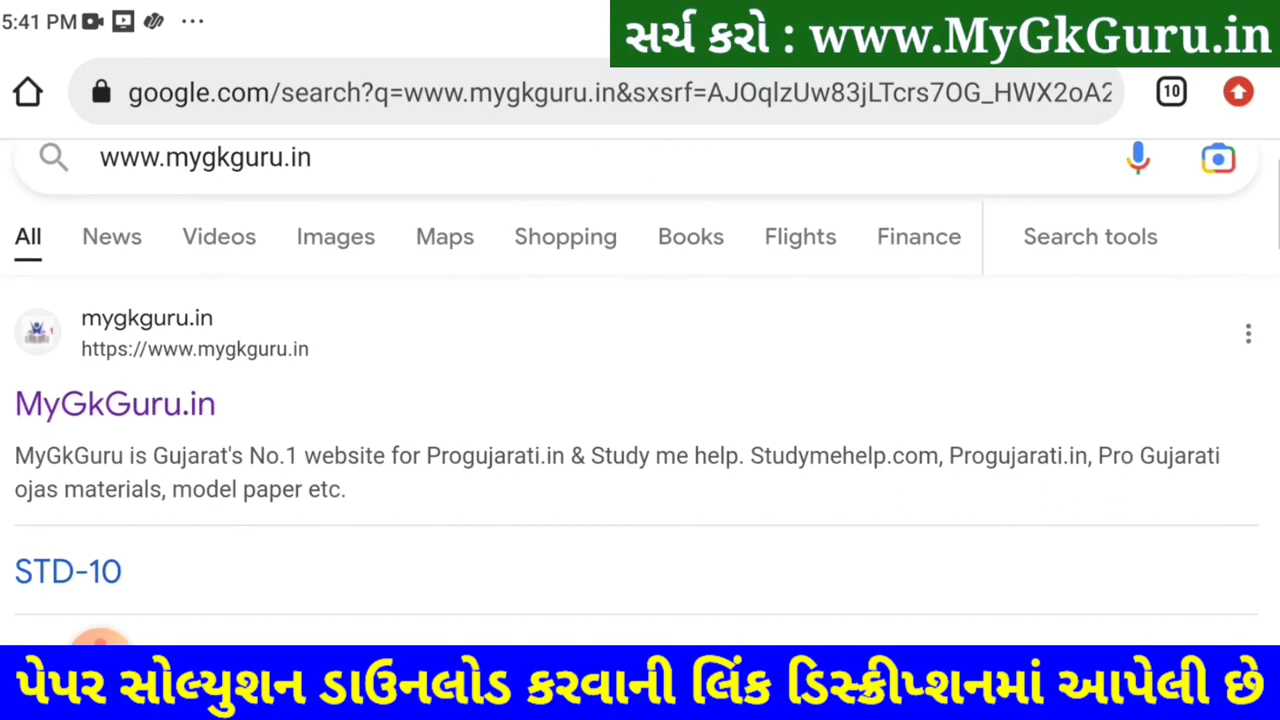 5:41 PM
સર્ચ કરો : www.MyGkGuru.in
google.com/search?q=www.mygkguru.in&sxsrf=AJOqlzUw83jLTcrs7OG_HWX2oA2
10
www.mygkguru.in
All News Videos Images Maps Shopping Books Flights Finance Search tools
mygkguru.in
https://www.mygkguru.in
MyGkGuru.in
MyGkGuru is Gujarat's No.1 website for Progujarati.in & Study me help. Studymehelp.com, Progujarati.in, Pro Gujarati
ojas materials, model paper etc.
STD-10
પેપર સોલ્યુશન ડાઉનલોડ કરવાની લિંક ડિસ્ક્રીપ્શનમાં આપેલી છે